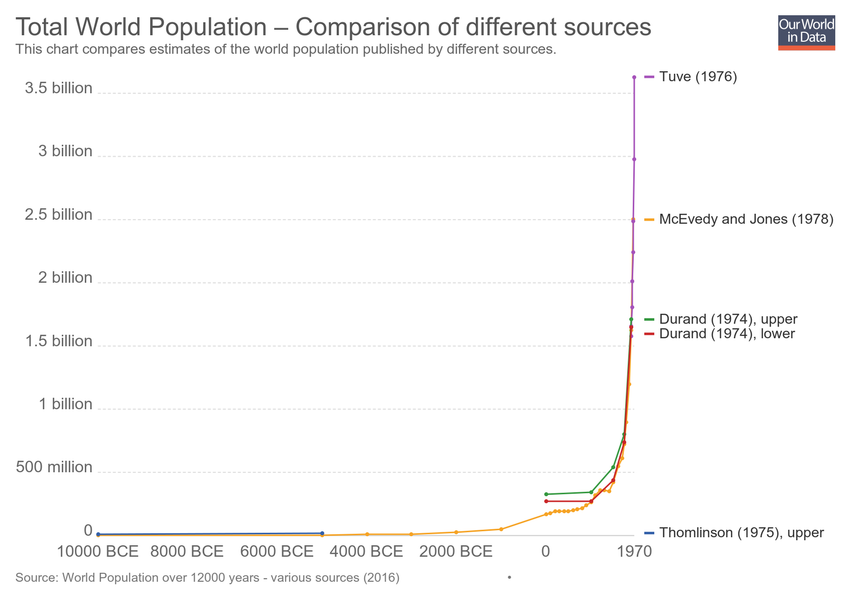 Total World Population – Comparison of different sources
This chart compares estimates of the world population published by different sources.
Our World
in Data
3.5 billion
3 billion
2.5 billion
2 billion
1.5 billion
1 billion
500 million
0
10000 BCE 8000 BCE 6000 BCE 4000 BCE 2000 BCE 0 1970
Tuve (1976)
McEvedy and Jones (1978)
Durand (1974), upper
Durand (1974), lower
Thomlinson (1975), upper
Source: World Population over 12000 years - various sources (2016) •